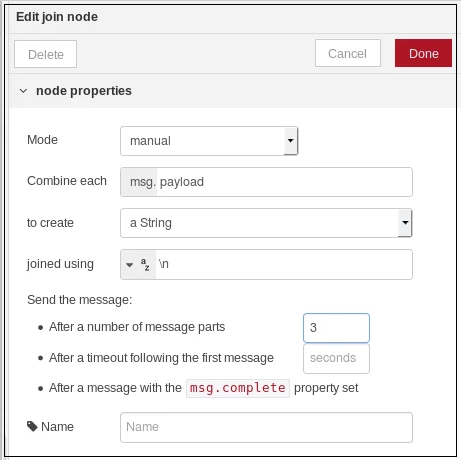 Edit join node
Delete Cancel Done
node properties
Mode manual
Combine each msg. payload
to create a String
joined using az \n
Send the message:
• After a number of message parts 3
• After a timeout following the first message seconds
• After a message with the msg.complete property set
Name Name